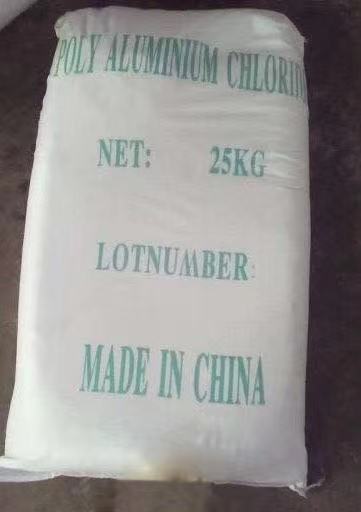 POLY ALUMINIUM CHLORID
NET: 25KG
LOTNUMBER:
MADE IN CHINA